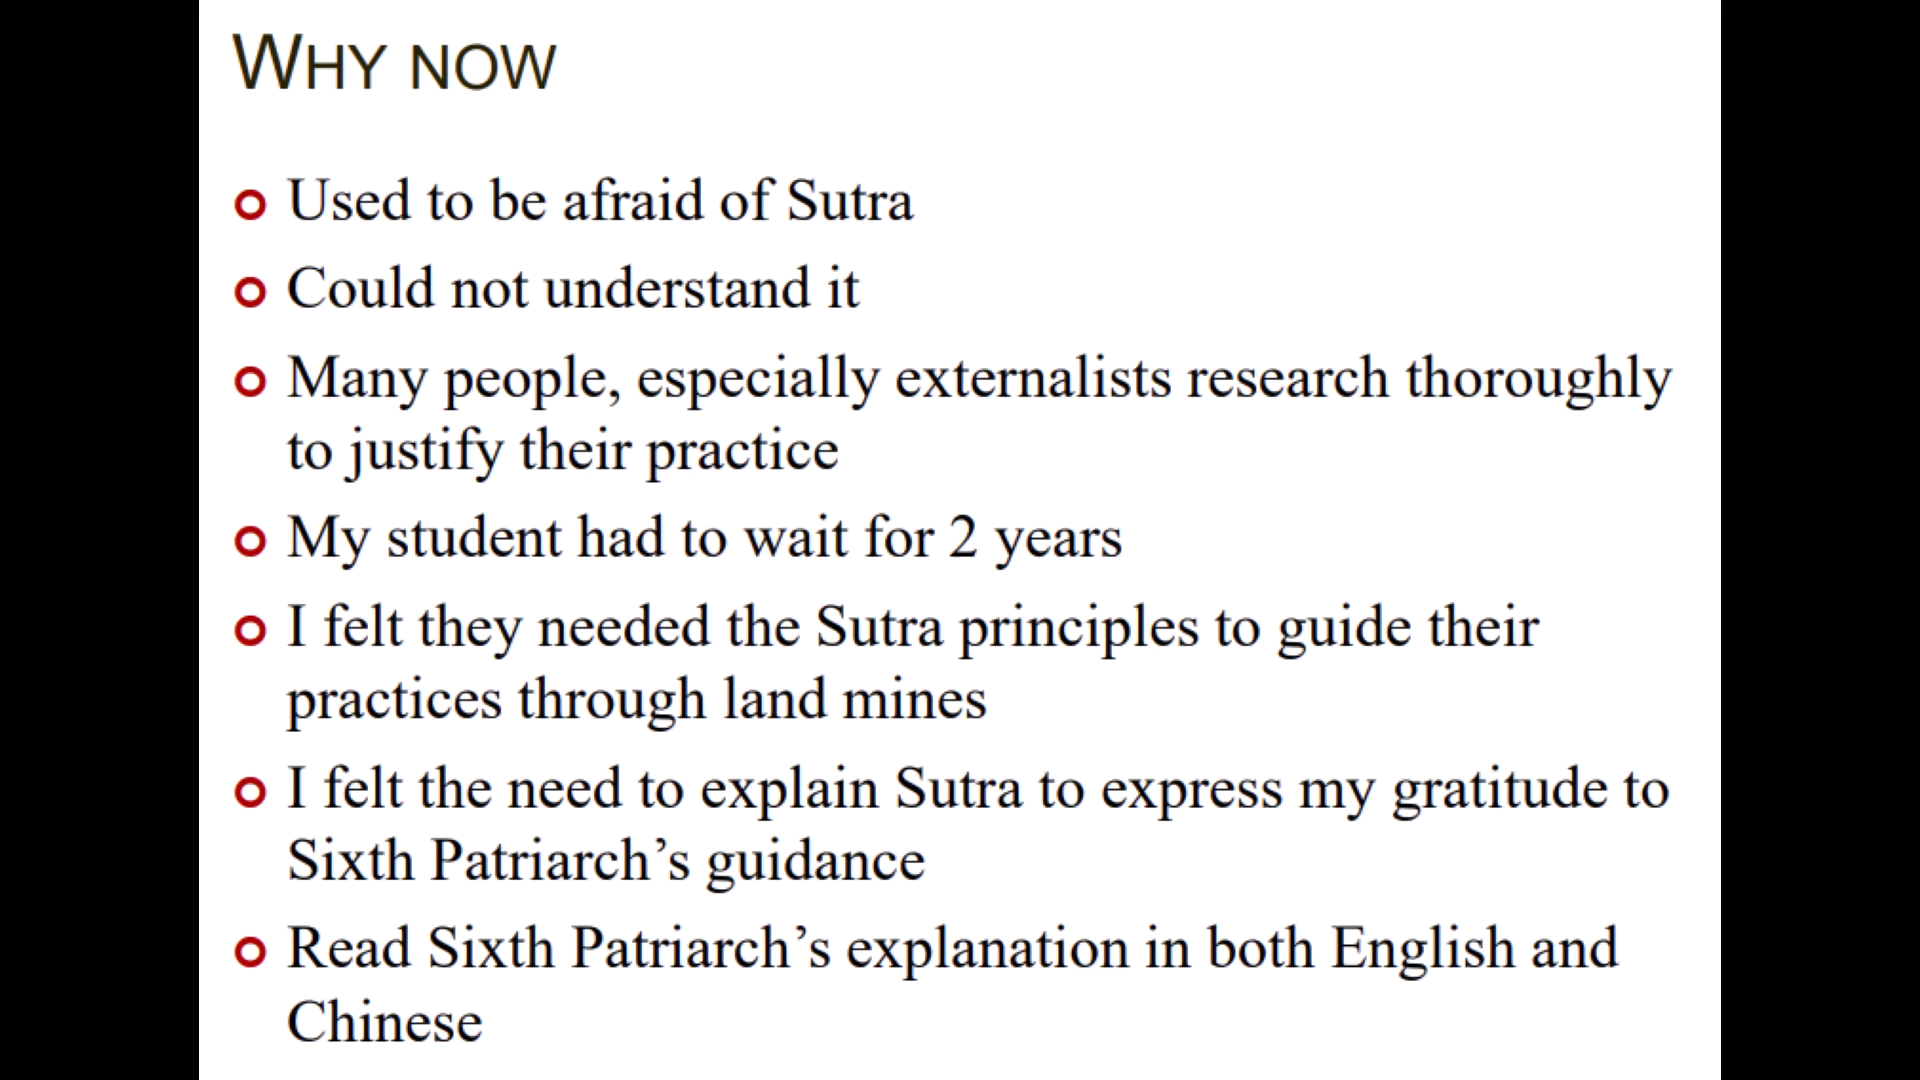 WHY NOW
Used to be afraid of Sutra
Could not understand it
Many people, especially externalists research thoroughly
to justify their practice
My student had to wait for 2 years
I felt they needed the Sutra principles to guide their
practices through land mines
I felt the need to explain Sutra to express my gratitude to
Sixth Patriarch’s guidance
Read Sixth Patriarch’s explanation in both English and
Chinese